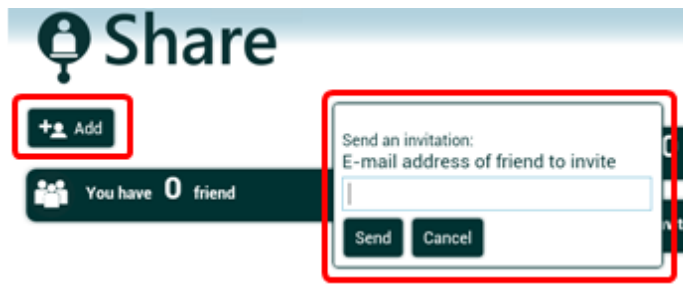 Share
Add
Send an invitation:
E-mail address of friend to invite
You have 0 friend
Send
Cancel